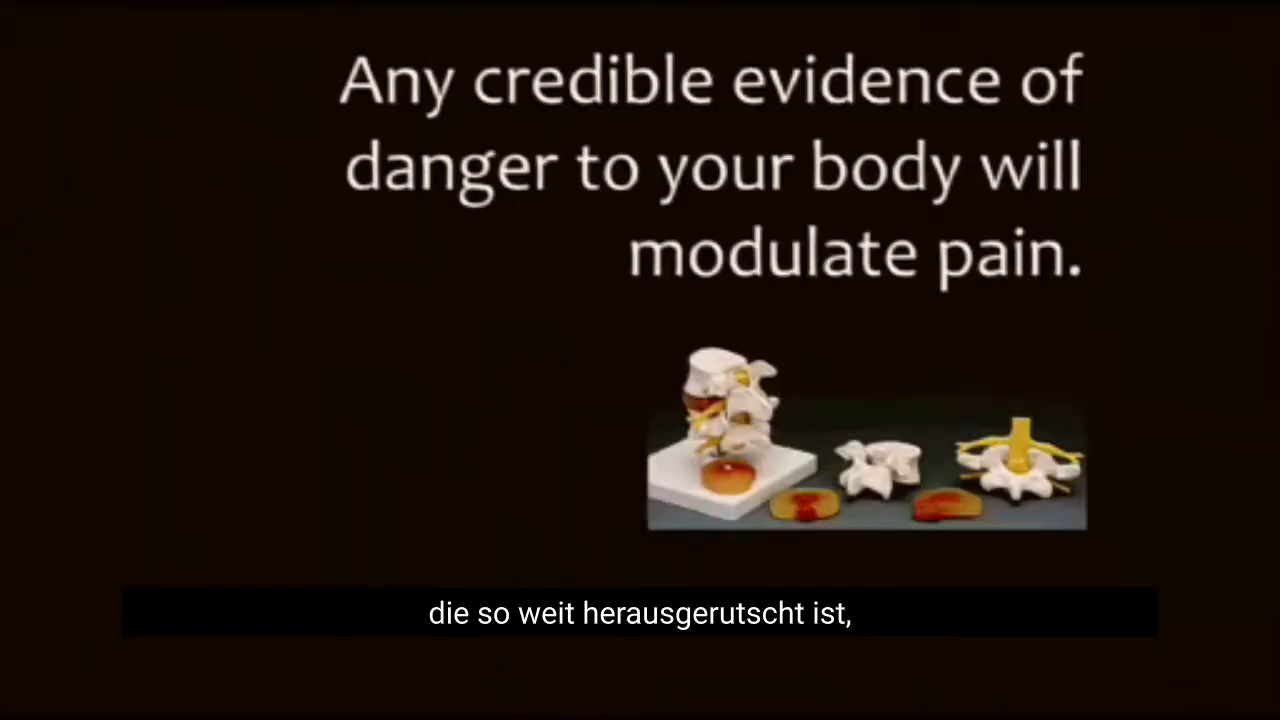 Any credible evidence of
danger to your body will
modulate pain.
die so weit herausgerutscht ist,